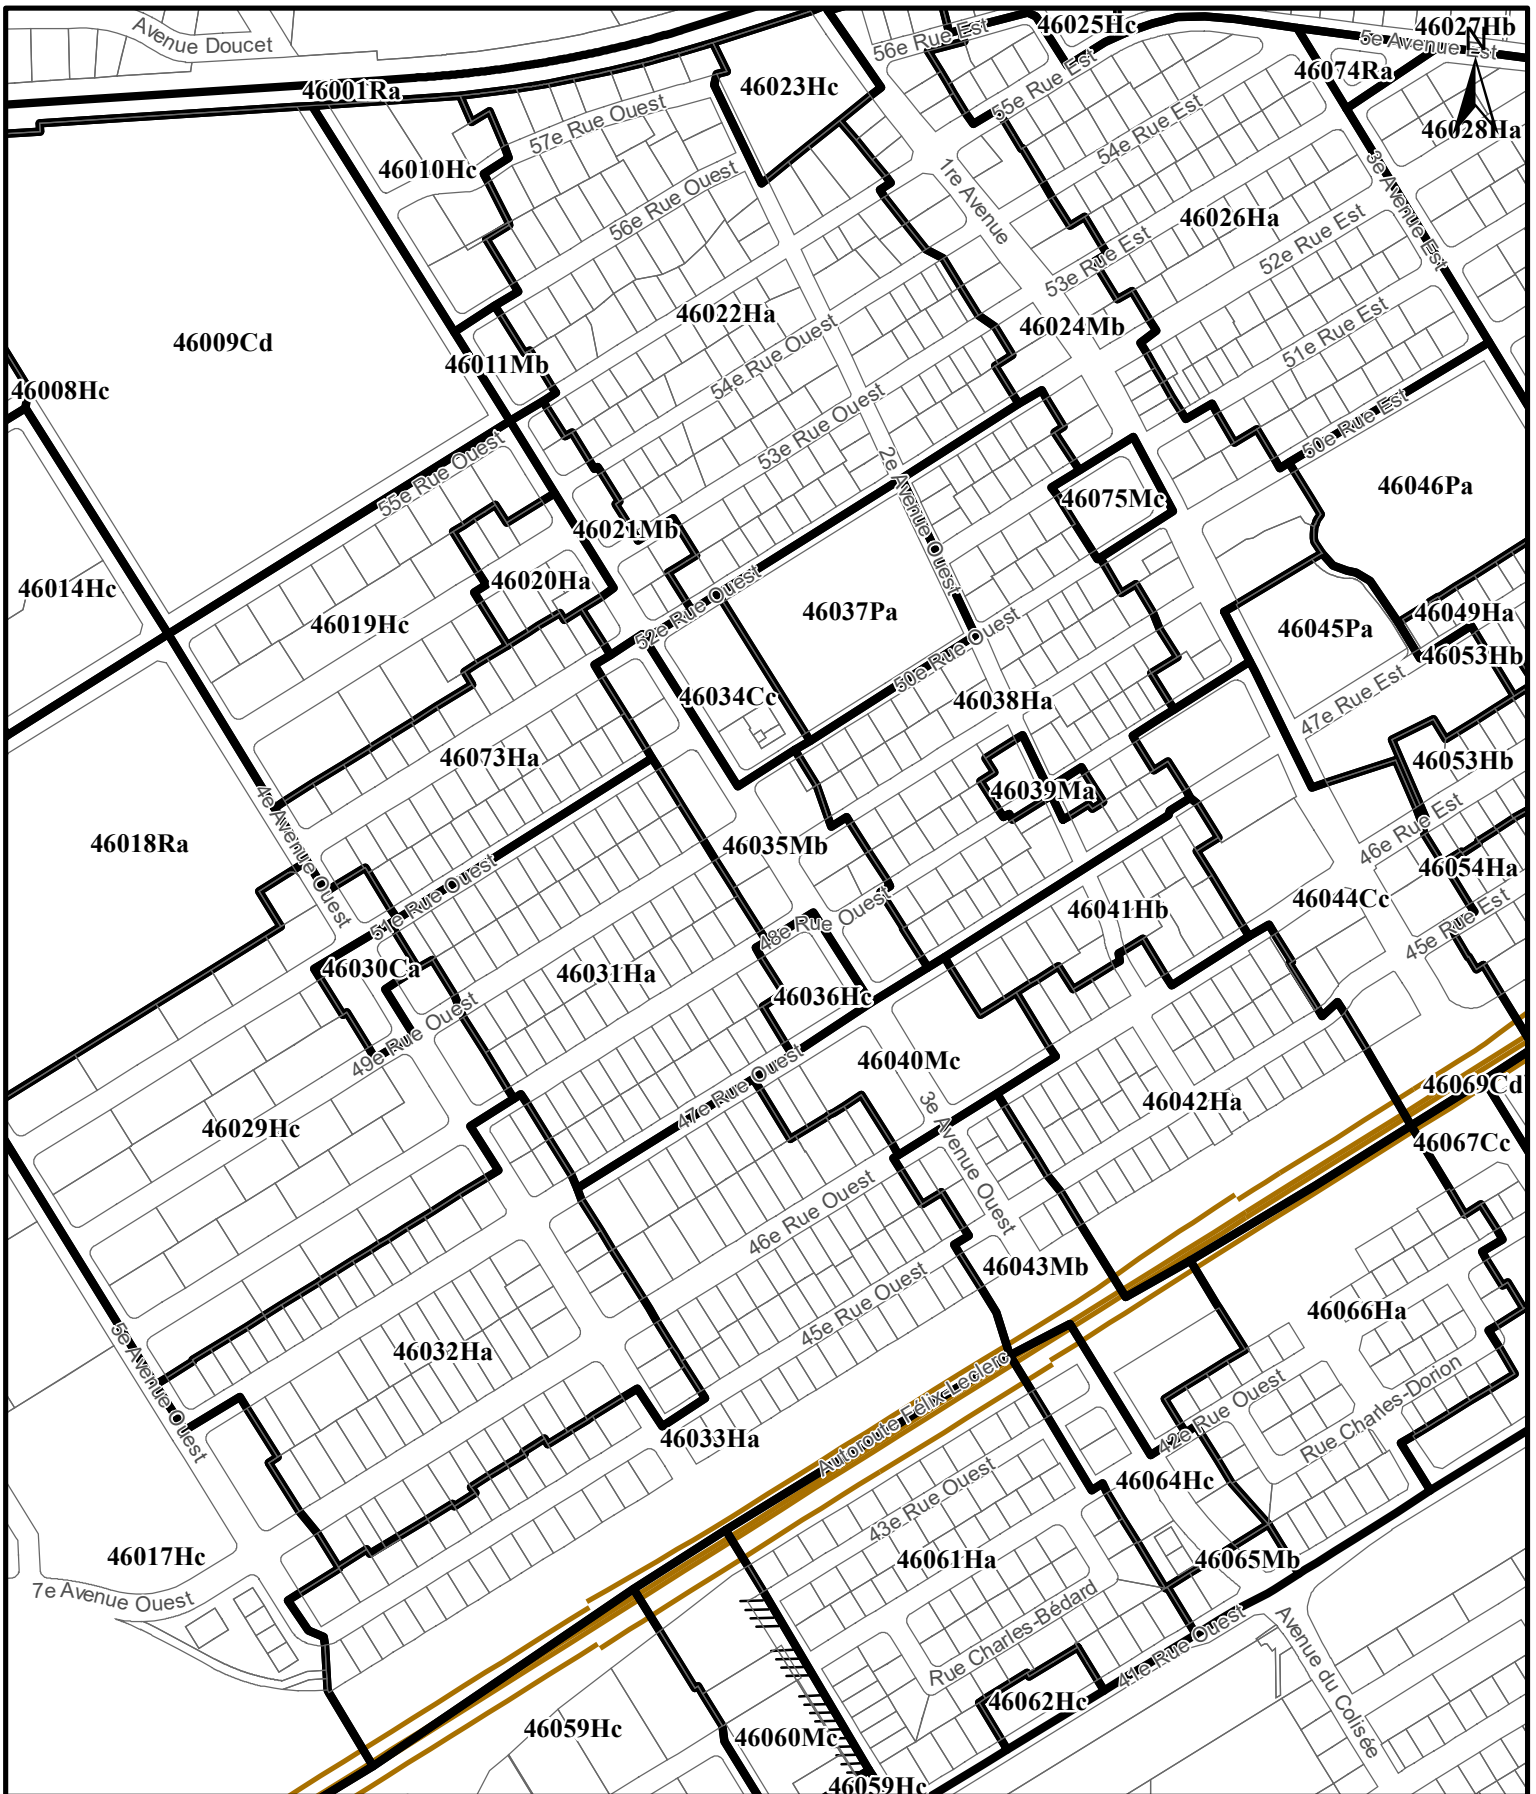 Avenue Doucet
56e Rue Est
46025Hc
46027Hb
5e Avenue Est
N
46001Ra
46023Hc
55e Rue Est
46074Ra
57e Rue Ouest
54e Rue Est
46028Ha
46010Hc
56e Rue Ouest
1re Avenue
3e Avenue Est
46026Ha
53e Rue Est
52e Rue Est
46009Cd
46022Ha
46024Mb
51e Rue Est
46011Mb
54e Rue Ouest
46008Hc
53e Rue Ouest
50e Rue Est
55e Rue Ouest
2e Avenue Ouest
46075Mc
46046Pa
46021Mb
46014Hc
46020Ha
46019Hc
52e Rue Ouest
46037Pa
46049Ha
46045Pa
46053Hb
50e Rue Ouest
46034Cc
46038Ha
47e Rue Est
46073Ha
46053Hb
46039Ma
4e Avenue Ouest
46018Ra
46035Mb
46e Rue Est
46054Ha
51e Rue Ouest
48e Rue Ouest
46041Hb
46044Cc
45e Rue Est
46030Ca
46031Ha
46036Hc
49e Rue Ouest
46040Mc
47e Rue Ouest
46069Cd
46042Ha
46029Hc
3e Avenue Ouest
46067Cc
46e Rue Ouest
46043Mb
45e Rue Ouest
46066Ha
5e Avenue Ouest
46032Ha
Autoroute Félix-Leclerc
42e Rue Ouest
Rue Charles-Dorion
46033Ha
46064Hc
43e Rue Ouest
46017Hc
46061Ha
46065Mb
7e Avenue Ouest
Rue Charles-Bédard
41e Rue Ouest
Avenue du Colisée
46062Hc
46059Hc
46060Mc
46059Hc